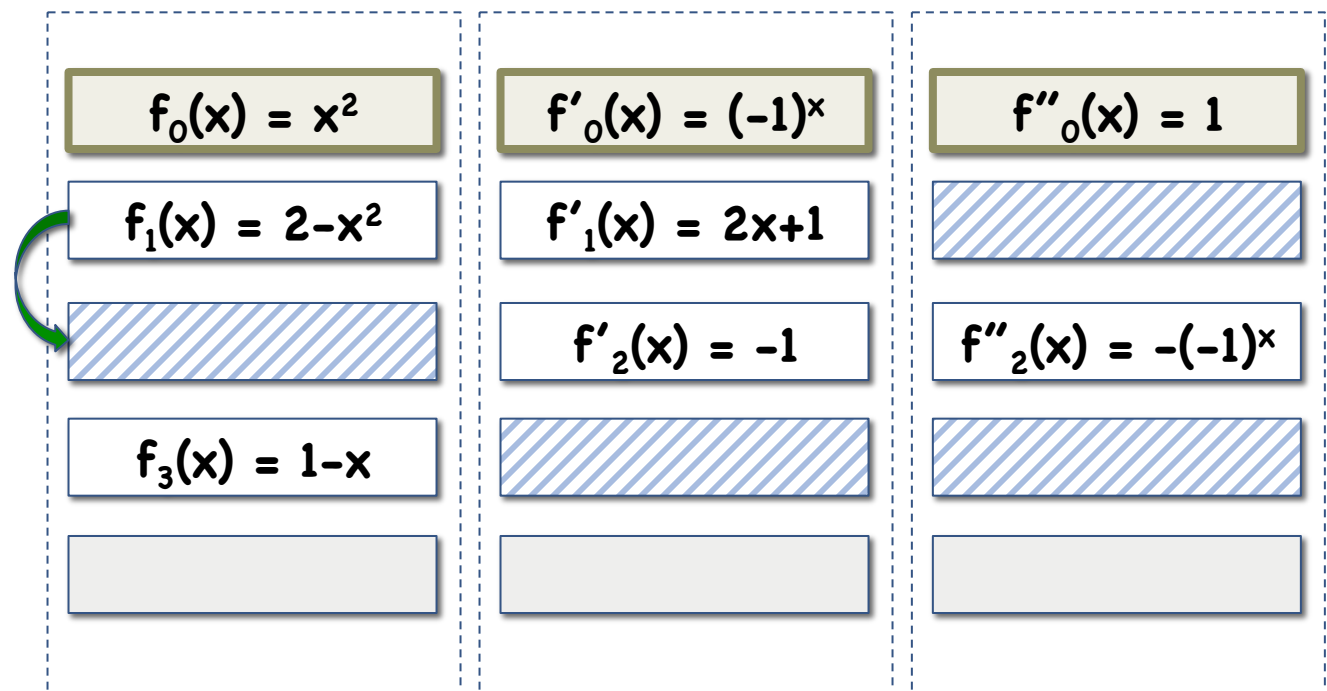 f₀(x) = x²
f′₀(x) = (-1)ˣ
f″₀(x) = 1
f₁(x) = 2-x²
f′₁(x) = 2x+1
f′₂(x) = -1
f″₂(x) = -(-1)ˣ
f₃(x) = 1-x